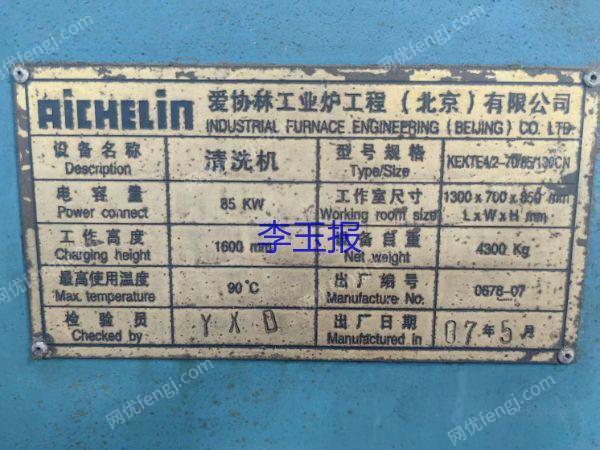 AICHELIN 爱协林工业炉工程（北京）有限公司
INDUSTRIAL FURNACE ENGINEERING (BEIJING) CO. LTD.
设备名称 清洗机 型号规格 KEKTE4/2-70/85/130CN
Description Type/Size
电容量 85 KW 工作室尺寸 1300 x 700 x 850 mm
Power connect Working room size L x W x H mm
工作高度 1600 mm 设备自重 4300 Kg
Charging height Net weight
李玉报
最高使用温度 90°C 出厂编号 0678-07
Max. temperature Manufacture No.
检验员 YXD 出厂日期 07年5月
Checked by Manufacture Date
网优fengj.com